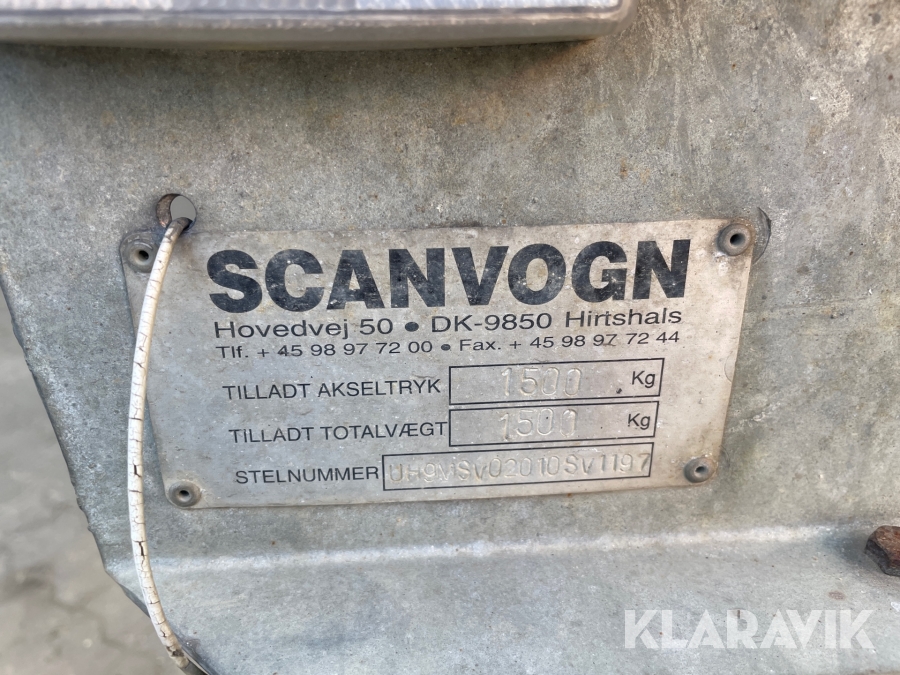 SCANVOGN
Hovedvej 50 • DK-9850 Hirtshals
Tlf. + 45 98 97 72 00 • Fax. + 45 98 97 72 44
TILLADT AKSELTRYK 1500 Kg
TILLADT TOTALVÆGT 1500 Kg
STELNUMMER UH9MSV02010SV1197
KLARAVIK